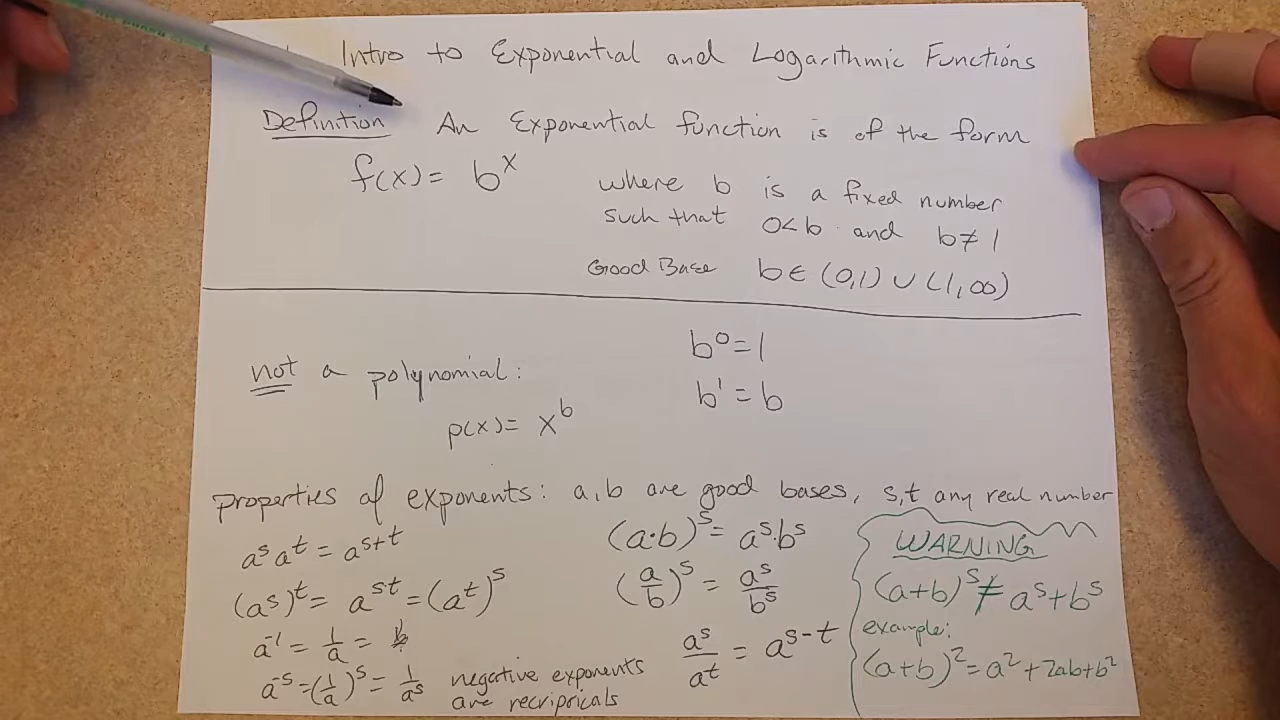 Intro to Exponential and Logarithmic Functions
Definition An Exponential function is of the form
f(x) = b^x
where b is a fixed number
such that 0<b and b≠1
Good Base b∈(0,1)∪(1,∞)
not a polynomial:
p(x) = x^b
b^0 = 1
b^1 = b
properties of exponents: a,b are good bases, s,t any real number
a^s a^t = a^{s+t}
(a^s)^t = a^{st} = (a^t)^s
a^{-1} = 1/a =
a^{-s} = (1/a)^s = 1/a^s negative exponents
are recripricals
(a·b)^s = a^s·b^s
(a/b)^s = a^s/b^s
a^s/a^t = a^{s-t}
WARNING
(a+b)^s ≠ a^s+b^s
example:
(a+b)^2 = a^2+2ab+b^2